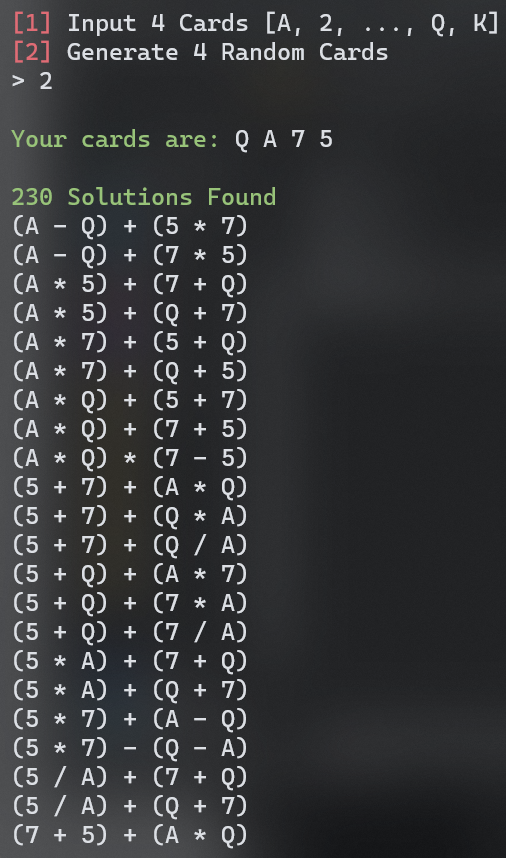 [1] Input 4 Cards [A, 2, ..., Q, K]
[2] Generate 4 Random Cards
> 2
Your cards are: Q A 7 5
230 Solutions Found
(A - Q) + (5 * 7)
(A - Q) + (7 * 5)
(A * 5) + (7 + Q)
(A * 5) + (Q + 7)
(A * 7) + (5 + Q)
(A * 7) + (Q + 5)
(A * Q) + (5 + 7)
(A * Q) + (7 + 5)
(A * Q) * (7 - 5)
(5 + 7) + (A * Q)
(5 + 7) + (Q * A)
(5 + 7) + (Q / A)
(5 + Q) + (A * 7)
(5 + Q) + (7 * A)
(5 + Q) + (7 / A)
(5 * A) + (7 + Q)
(5 * A) + (Q + 7)
(5 * 7) + (A - Q)
(5 * 7) - (Q - A)
(5 / A) + (7 + Q)
(5 / A) + (Q + 7)
(7 + 5) + (A * Q)